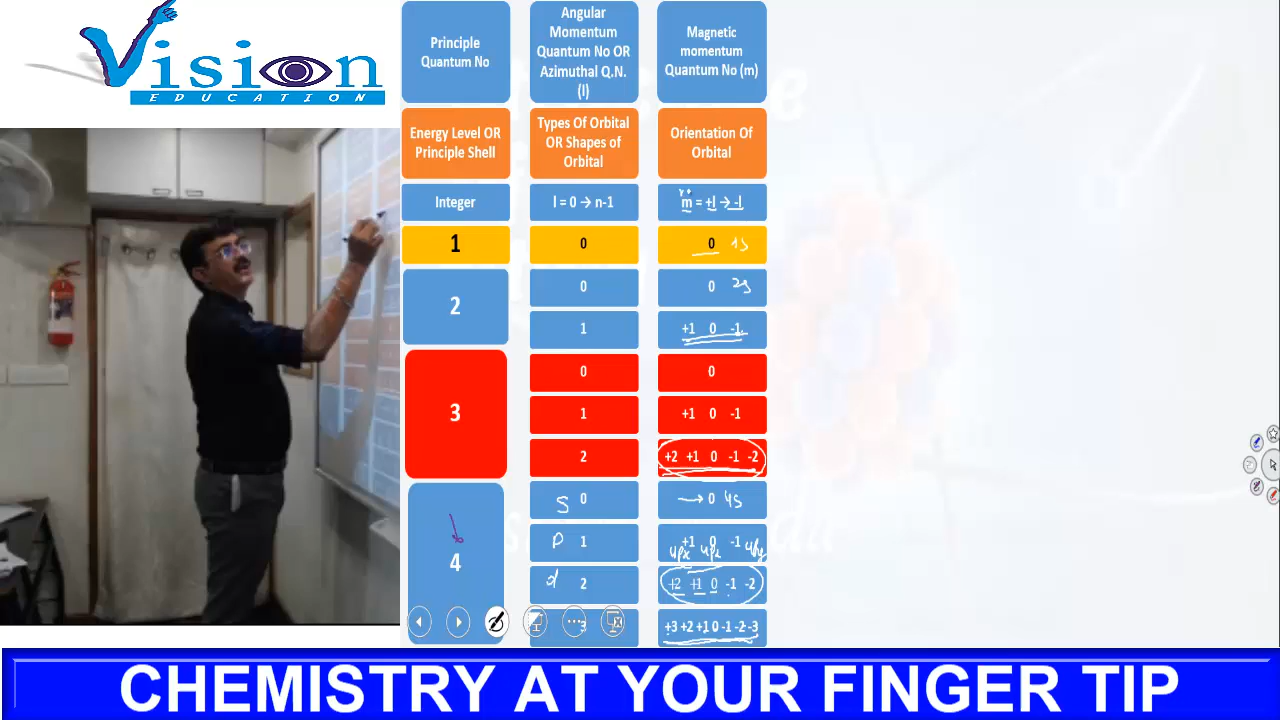 Vision
EDUCATION
Principle
Quantum No
Angular
Momentum
Quantum No OR
Azimuthal Q.N.
(l)
Magnetic
momentum
Quantum No (m)
Energy Level OR
Principle Shell
Types Of Orbital
OR Shapes of
Orbital
Orientation Of
Orbital
Integer
l = 0 → n-1
m = +l → -l
1
0
0 1s
2
0
0 2s
1
+1 0 -1
3
0
0
1
+1 0 -1
2
+2 +1 0 -1 -2
4
S 0
→ 0 4s
P 1
+1 0 -1
4px 4pz 4py
d 2
+2 +1 0 -1 -2
3
+3 +2 +1 0 -1 -2 -3
CHEMISTRY AT YOUR FINGER TIP